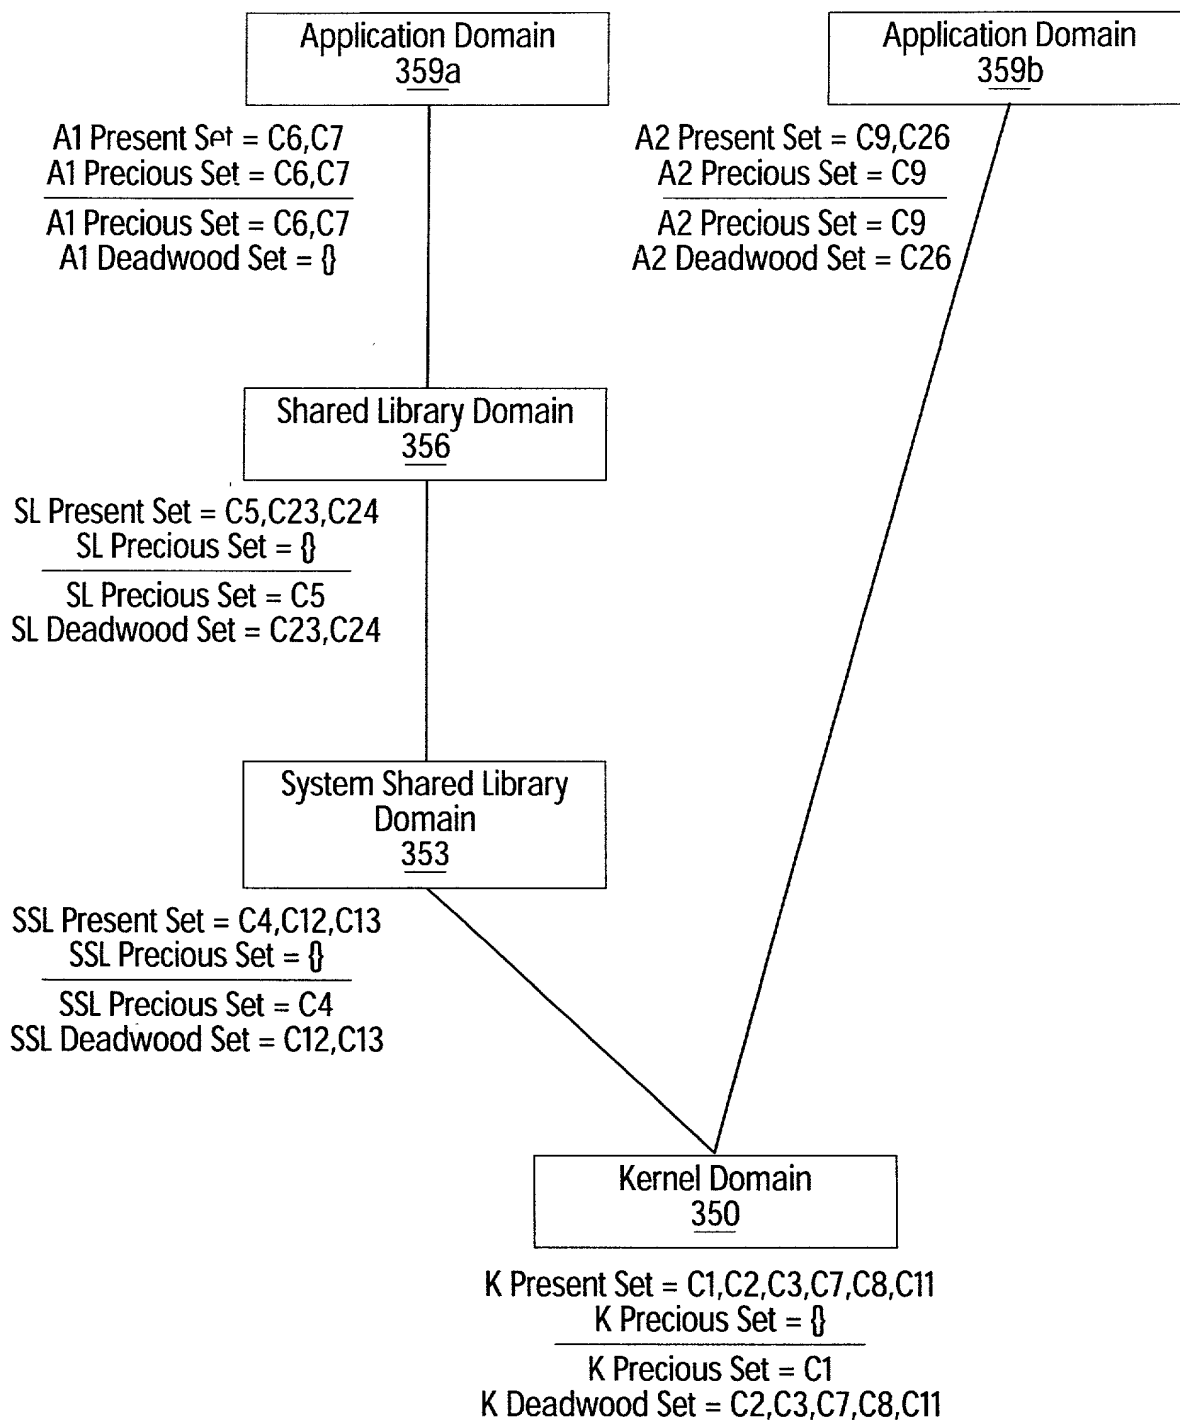 Application Domain
359a
Application Domain
359b
A1 Present Set = C6,C7
A1 Precious Set = C6,C7
A1 Precious Set = C6,C7
A1 Deadwood Set = {}
A2 Present Set = C9,C26
A2 Precious Set = C9
A2 Precious Set = C9
A2 Deadwood Set = C26
Shared Library Domain
356
SL Present Set = C5,C23,C24
SL Precious Set = {}
SL Precious Set = C5
SL Deadwood Set = C23,C24
System Shared Library
Domain
353
SSL Present Set = C4,C12,C13
SSL Precious Set = {}
SSL Precious Set = C4
SSL Deadwood Set = C12,C13
Kernel Domain
350
K Present Set = C1,C2,C3,C7,C8,C11
K Precious Set = {}
K Precious Set = C1
K Deadwood Set = C2,C3,C7,C8,C11